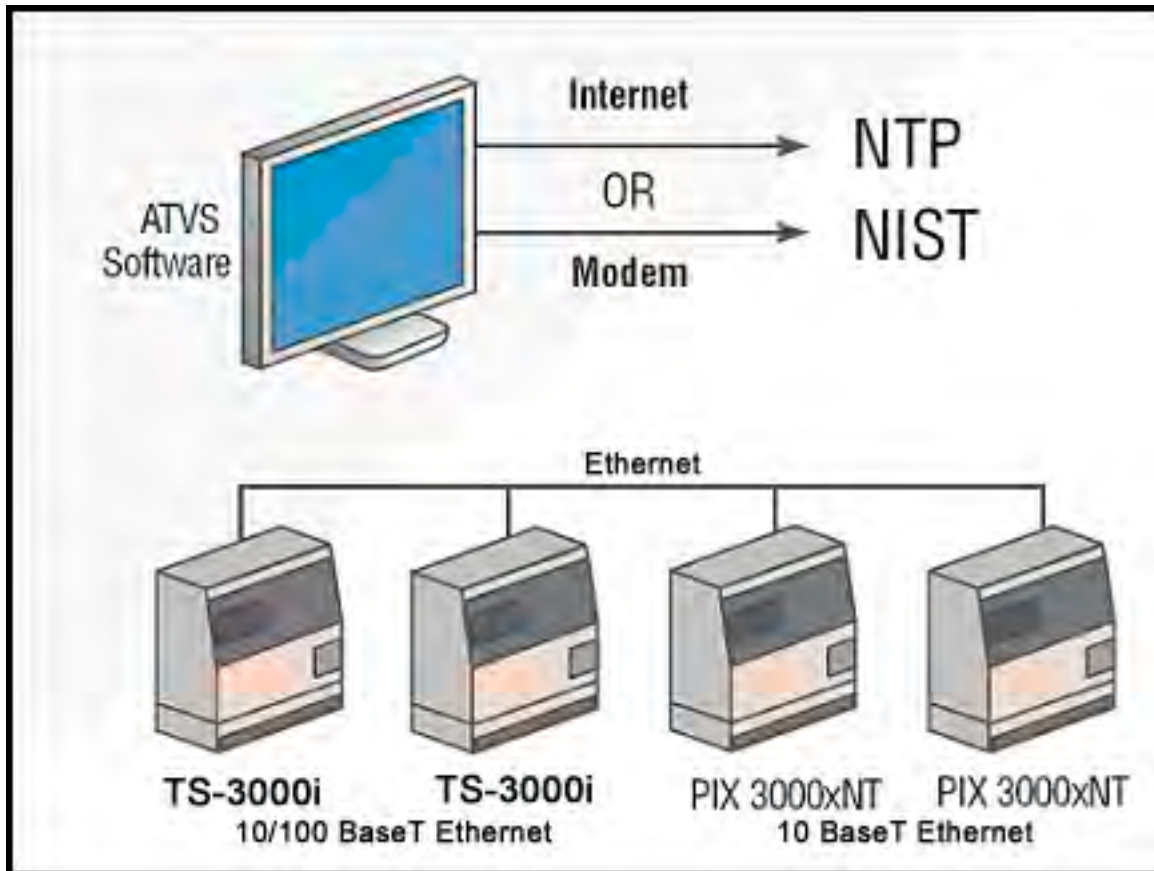 Internet
NTP
OR
ATVS
Software
NIST
Modem
Ethernet
TS-3000i TS-3000i PIX 3000xNT PIX 3000xNT
10/100 BaseT Ethernet 10 BaseT Ethernet